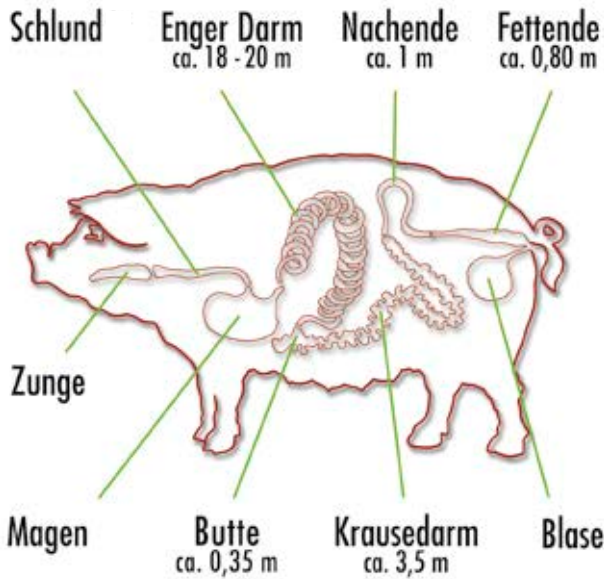 Schlund
Enger Darm
ca. 18 - 20 m
Nachende
ca. 1 m
Fettende
ca. 0,80 m
Zunge
Magen
Butte
ca. 0,35 m
Krausedarm
ca. 3,5 m
Blase